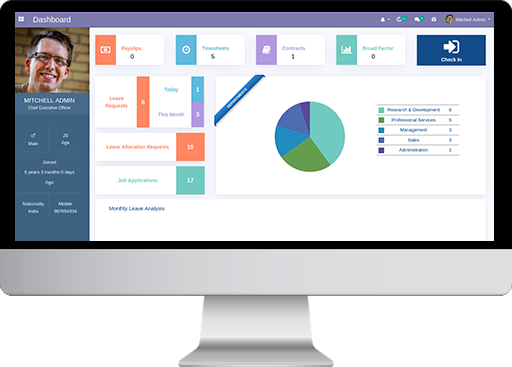 Dashboard
Mitchell Admin
Payslips
0
Timesheets
5
Contracts
1
Broad Factor
0
Check In
MITCHELL ADMIN
Chief Executive Officer
Male
29
Age
Joined
5 years 3 months 0 days
Ago
Nationality
India
Mobile
967654334
Leave
Requests
6
Today
1
This Month
3
Leave Allocation Requests
10
Job Applications
17
Research & Development
Professional Services
5
Management
3
Sales
3
Administration
1
Monthly Leave Analysis